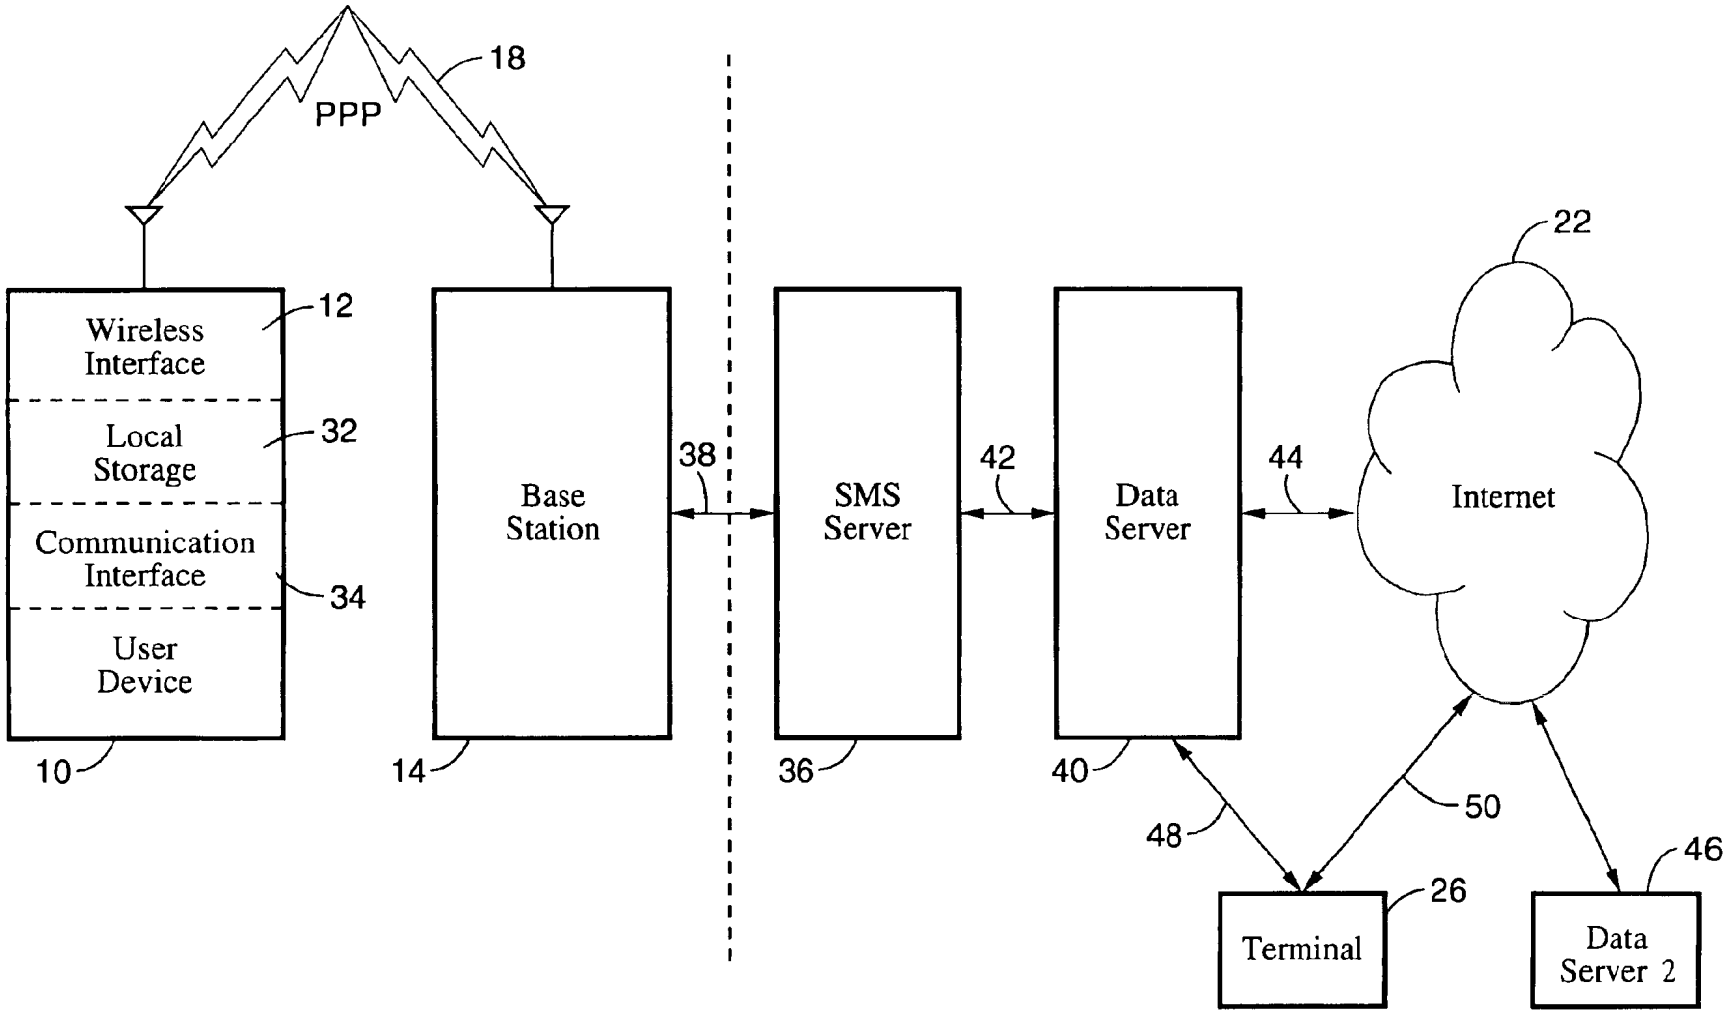 18
PPP
22
12
Wireless
Interface
32
Local
Storage
Communication
Interface
34
User
Device
10
Base
Station
14
38
SMS
Server
36
42
Data
Server
40
44
Internet
48
50
46
26
Terminal
Data
Server 2